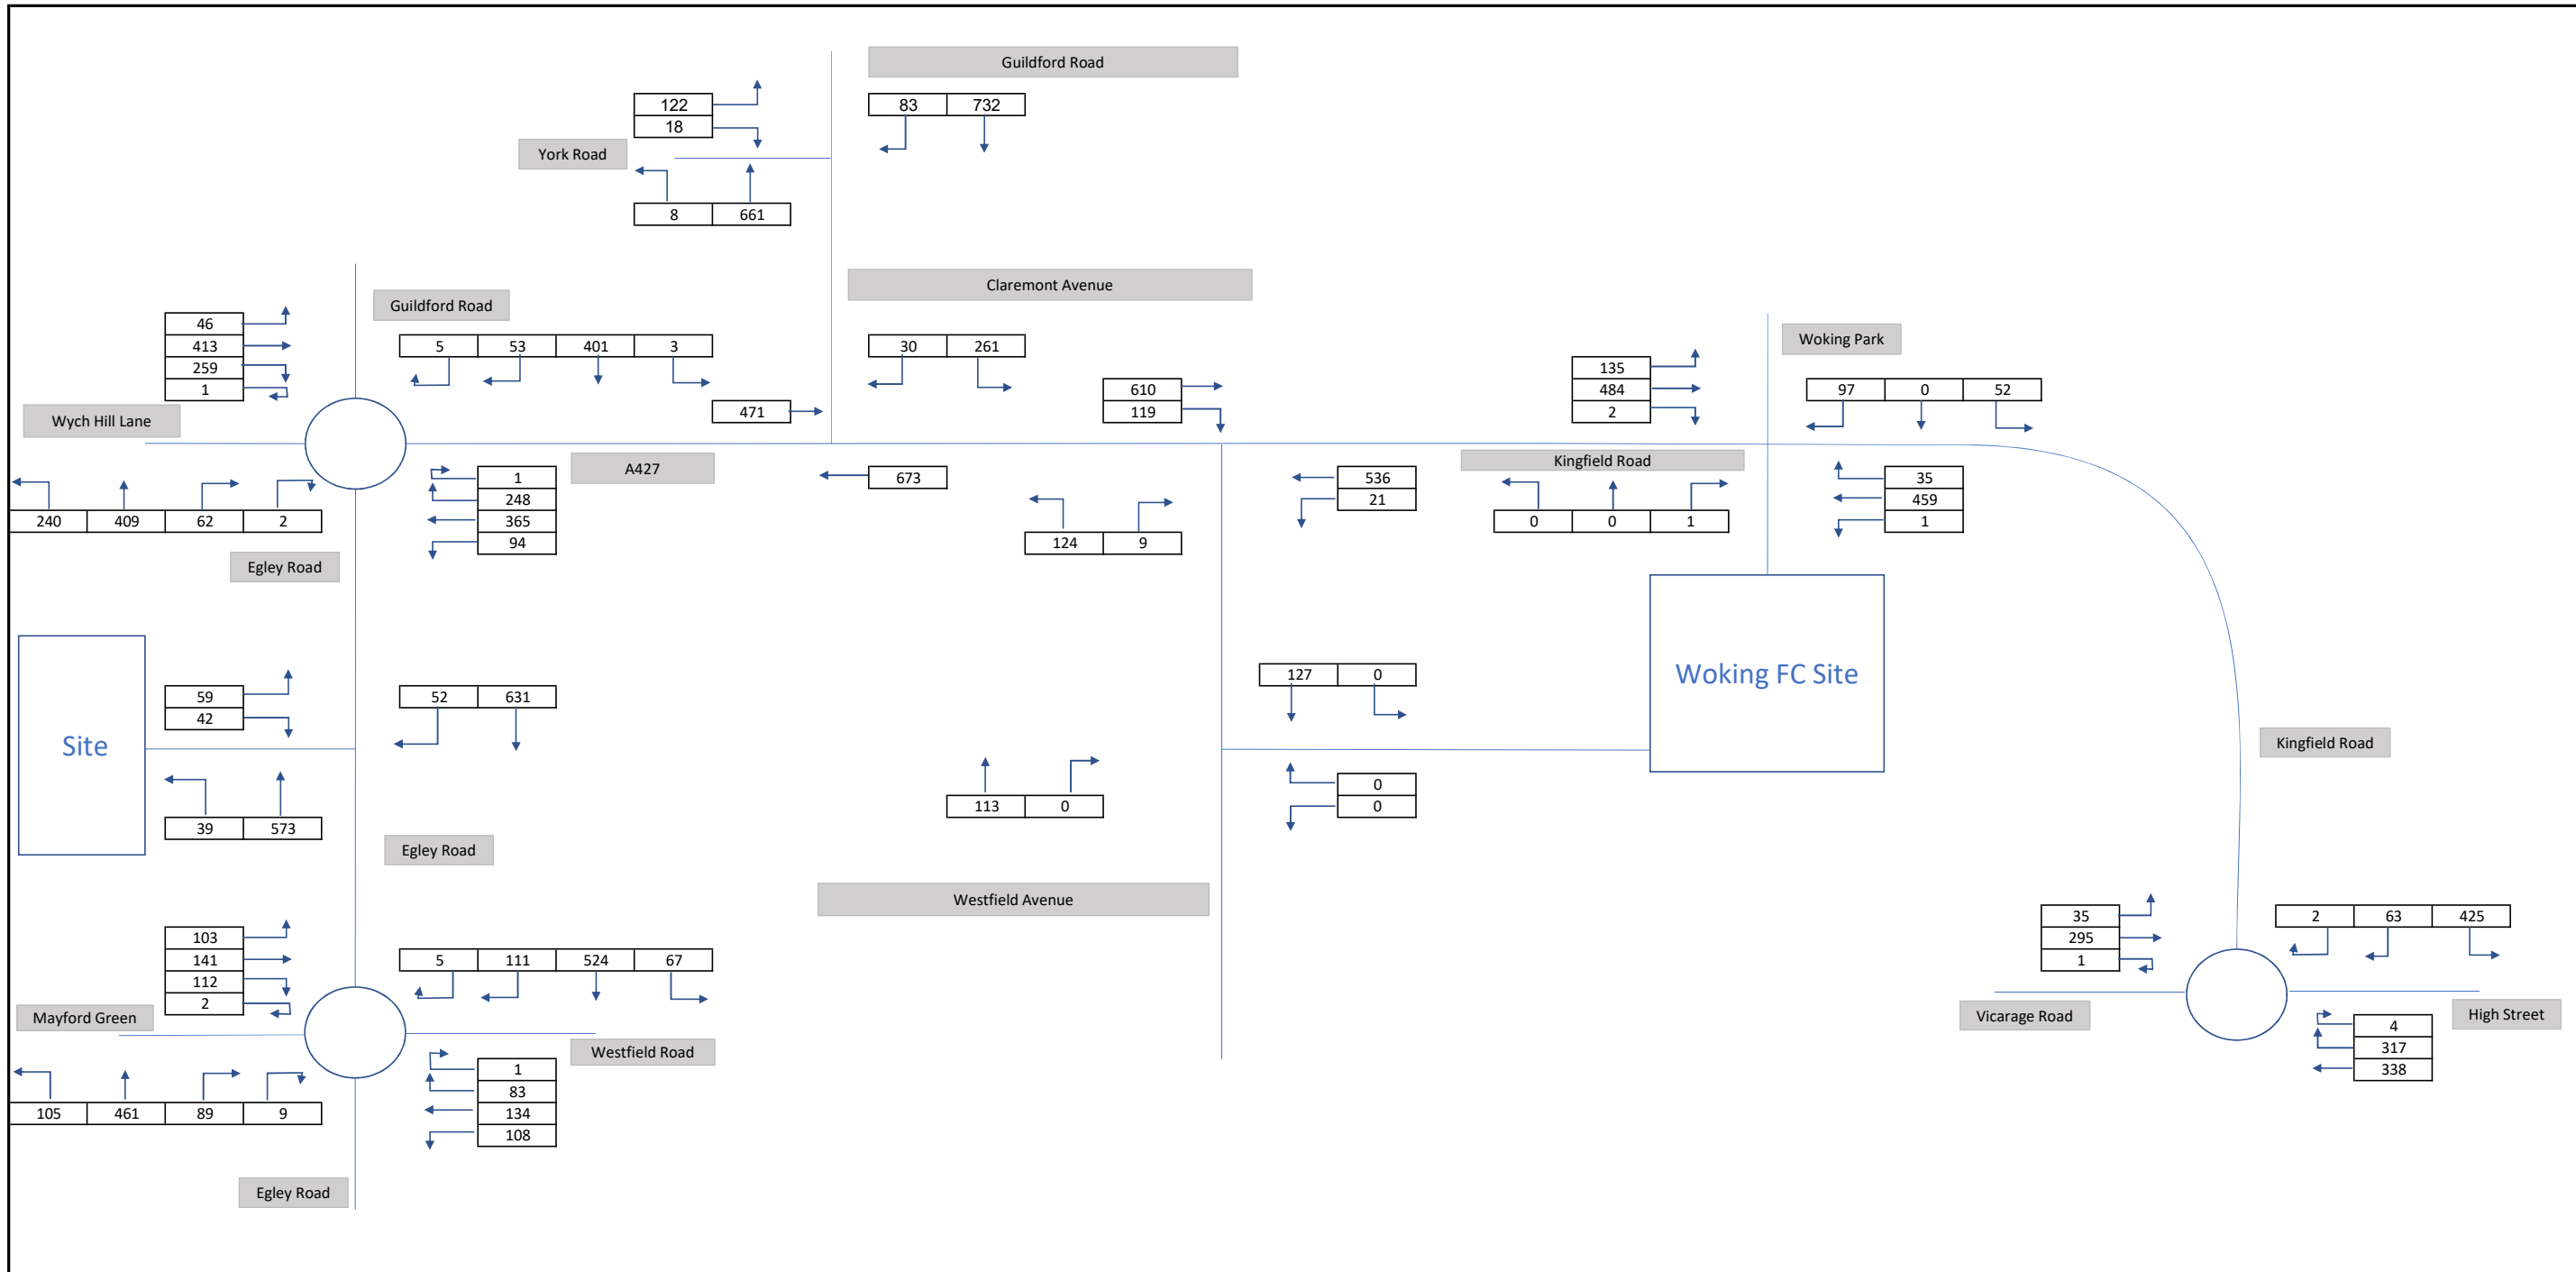 Guildford Road
122
83 732
18
York Road
8 661
Claremont Avenue
Guildford Road
46
413
259
1
5 53 401 3
30 261
Woking Park
135
484
2
97 0 52
610
119
471
Wych Hill Lane
A427
Kingfield Road
1
248
365
94
673
536
21
35
459
1
240 409 62 2
0 0 1
124 9
Egley Road
Site
59
42
52 631
127 0
Woking FC Site
Kingfield Road
39 573
113 0
0
0
Egley Road
Westfield Avenue
103
141
112
2
5 111 524 67
35
295
1
2 63 425
Mayford Green
Westfield Road
Vicarage Road
High Street
4
317
338
1
83
134
108
105 461 89 9
Egley Road